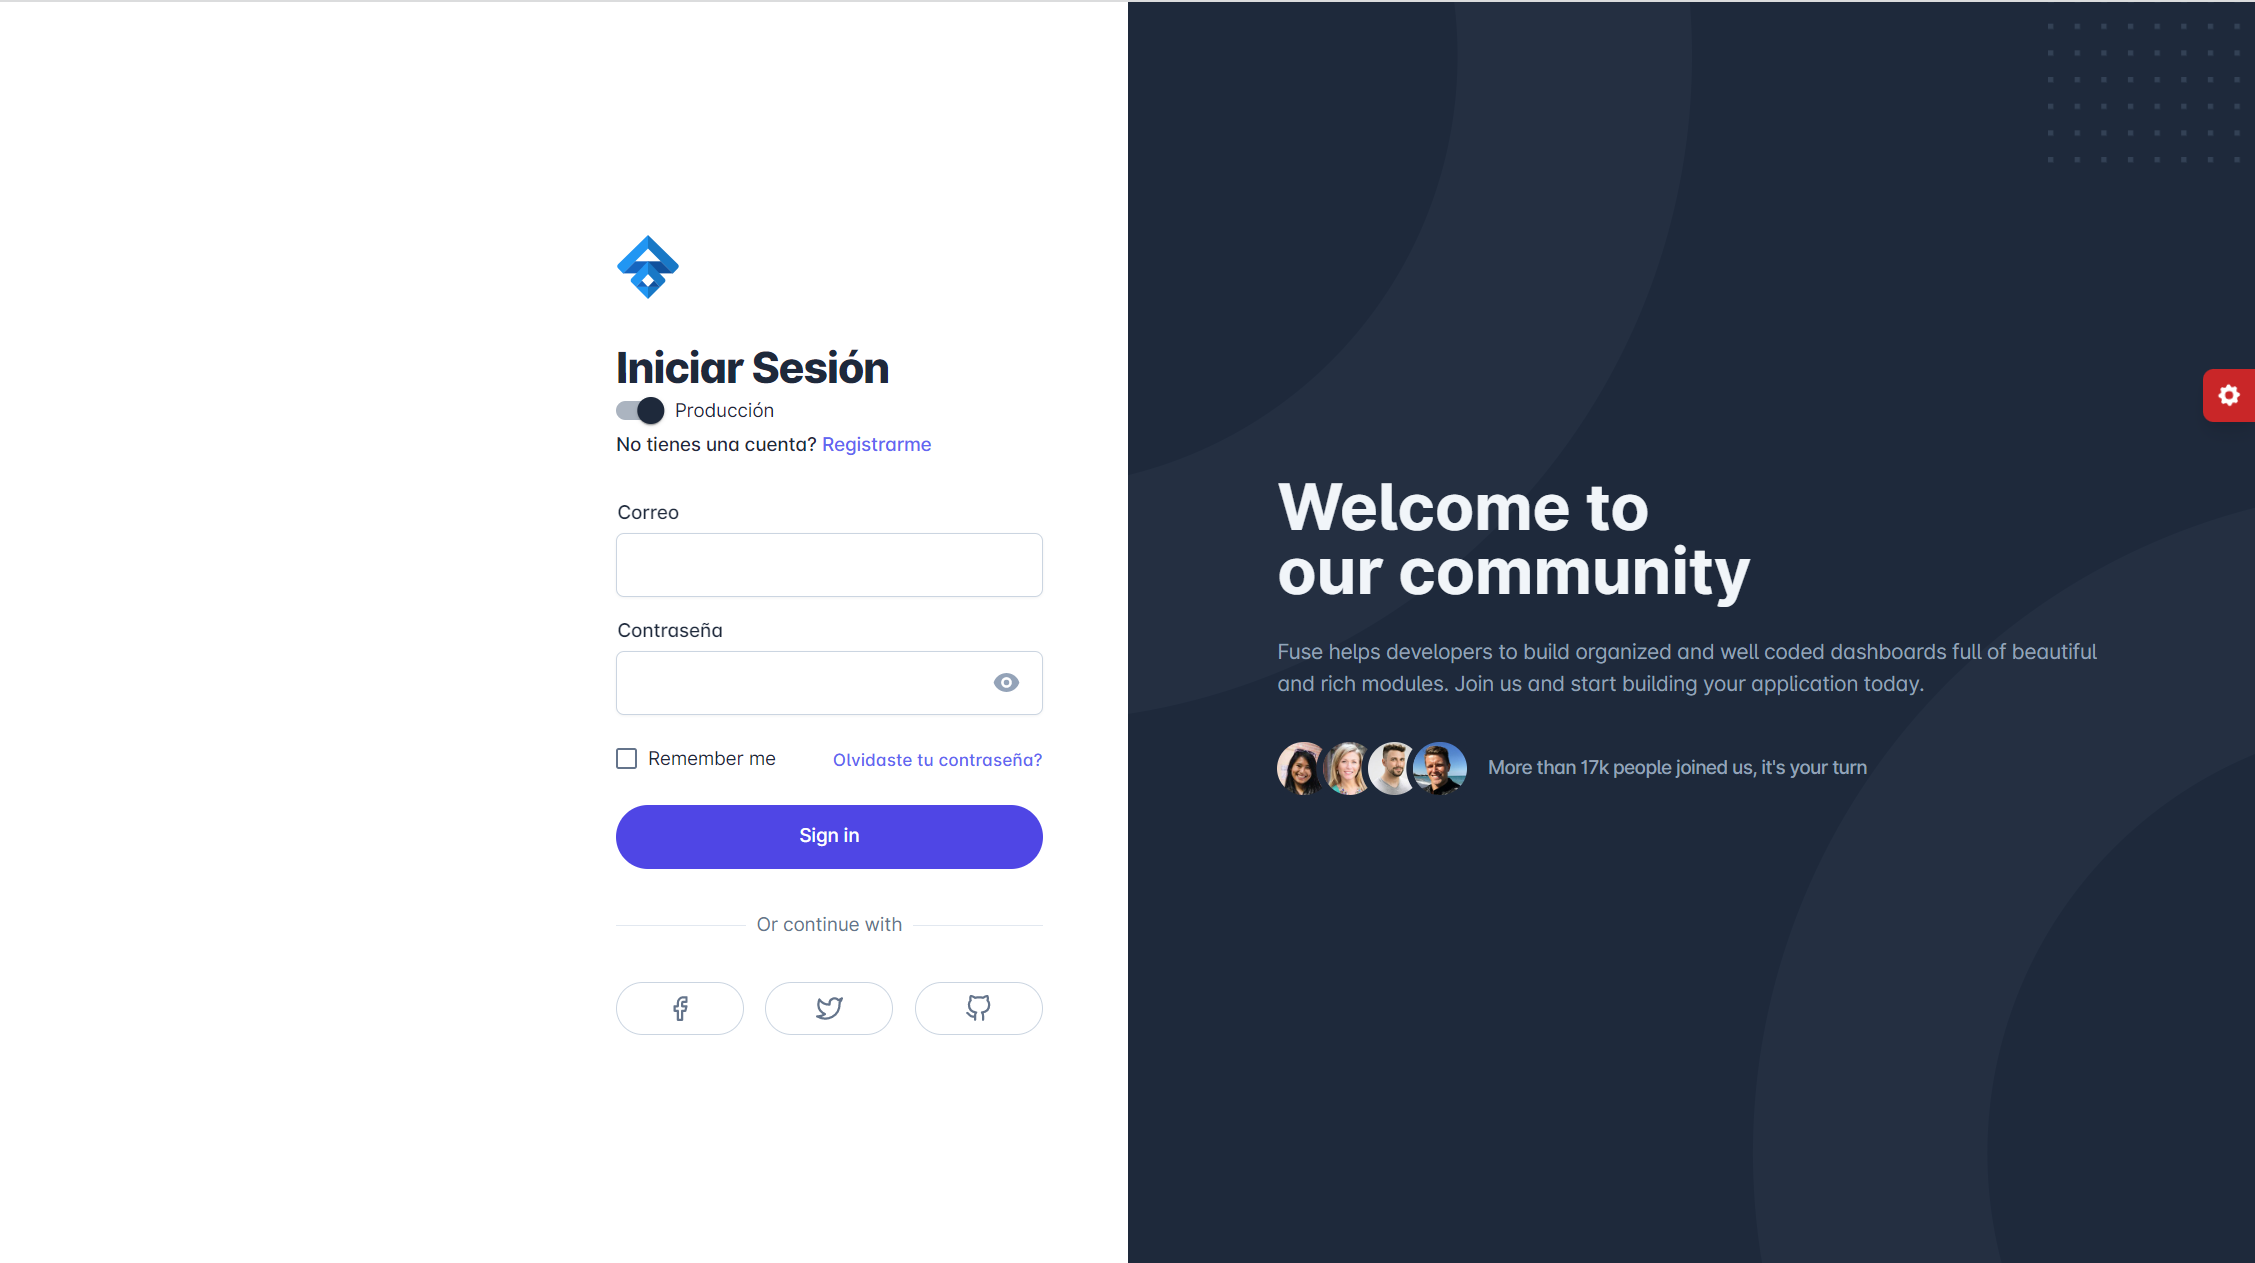 Iniciar Sesión
Producción
No tienes una cuenta? Registrarme
Correo
Contraseña
Remember me
Olvidaste tu contraseña?
Sign in
Or continue with
Welcome to
our community
Fuse helps developers to build organized and well coded dashboards full of beautiful
and rich modules. Join us and start building your application today.
More than 17k people joined us, it's your turn